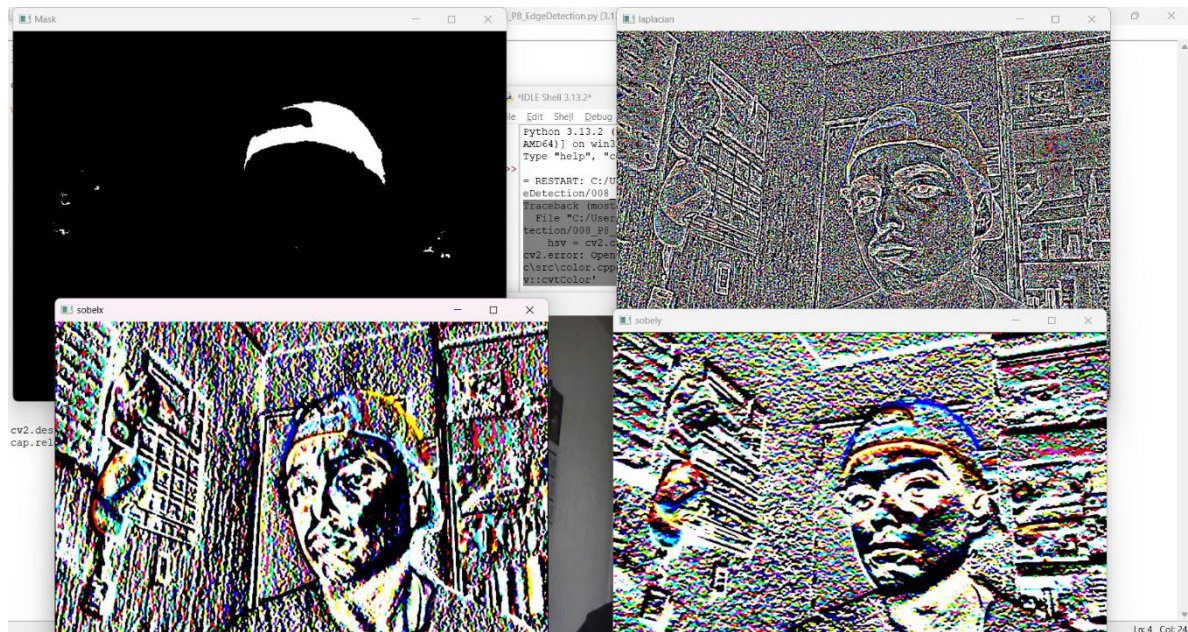 Mask
_P8_EdgeDetection.py (3.1
laplacian
*IDLE Shell 3.13.2*
Edit Shell Debug
Python 3.13.2 (
AMD64)] on win3
Type "help", "c
>>
= RESTART: C:/U
eDetection/008_
Traceback (most
File "C:/User
tection/008_P8_
hsv = cv2.c
cv2.error: Open
c\src\color.cpp
v::cvtColor'
sobelx
sobely
cv2.des
cap.rel
Ln: 4 Col: 24